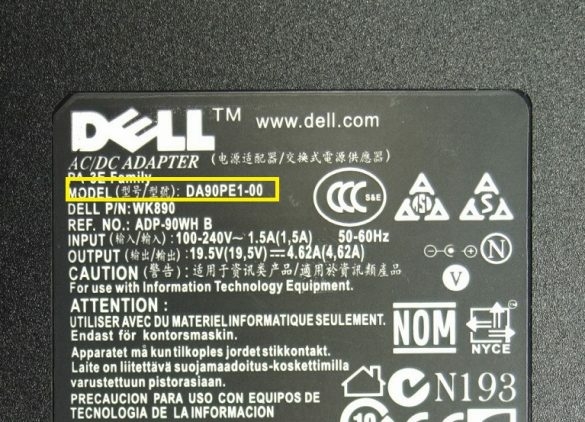 DELL™ www.dell.com
AC/DC ADAPTER (电源适配器/交換式電源供應器)
PA-3E Family
MODEL (型号/型號): DA90PE1-00
DELL P/N:WK890
REF. NO.: ADP-90WH B
INPUT (输入/輸入): 100-240V~ 1.5A(1,5A) 50-60Hz
OUTPUT (输出/輸出): 19.5V(19,5V)⎓4.62A(4,62A)
CAUTION (警告): 适用于资讯类产品/適用於資訊類產品
For use with Information Technology Equipment.
ATTENTION :
UTILISER AVEC DU MATERIEL INFORMATIQUE SEULEMENT.
Endast för kontorsmaskin.
Apparatet må kun tilkoples jordet stikkontakt.
Laite on liitettävä suojamaadoitus-koskettimilla
varustettuun pistorasiaan.
PRECAUCION PARA USO CON EQUIPOS DE
TECNOLOGIA DE LA INFORMACION
CCC S&E
S
N
V
NOM
NYCE
N193
10